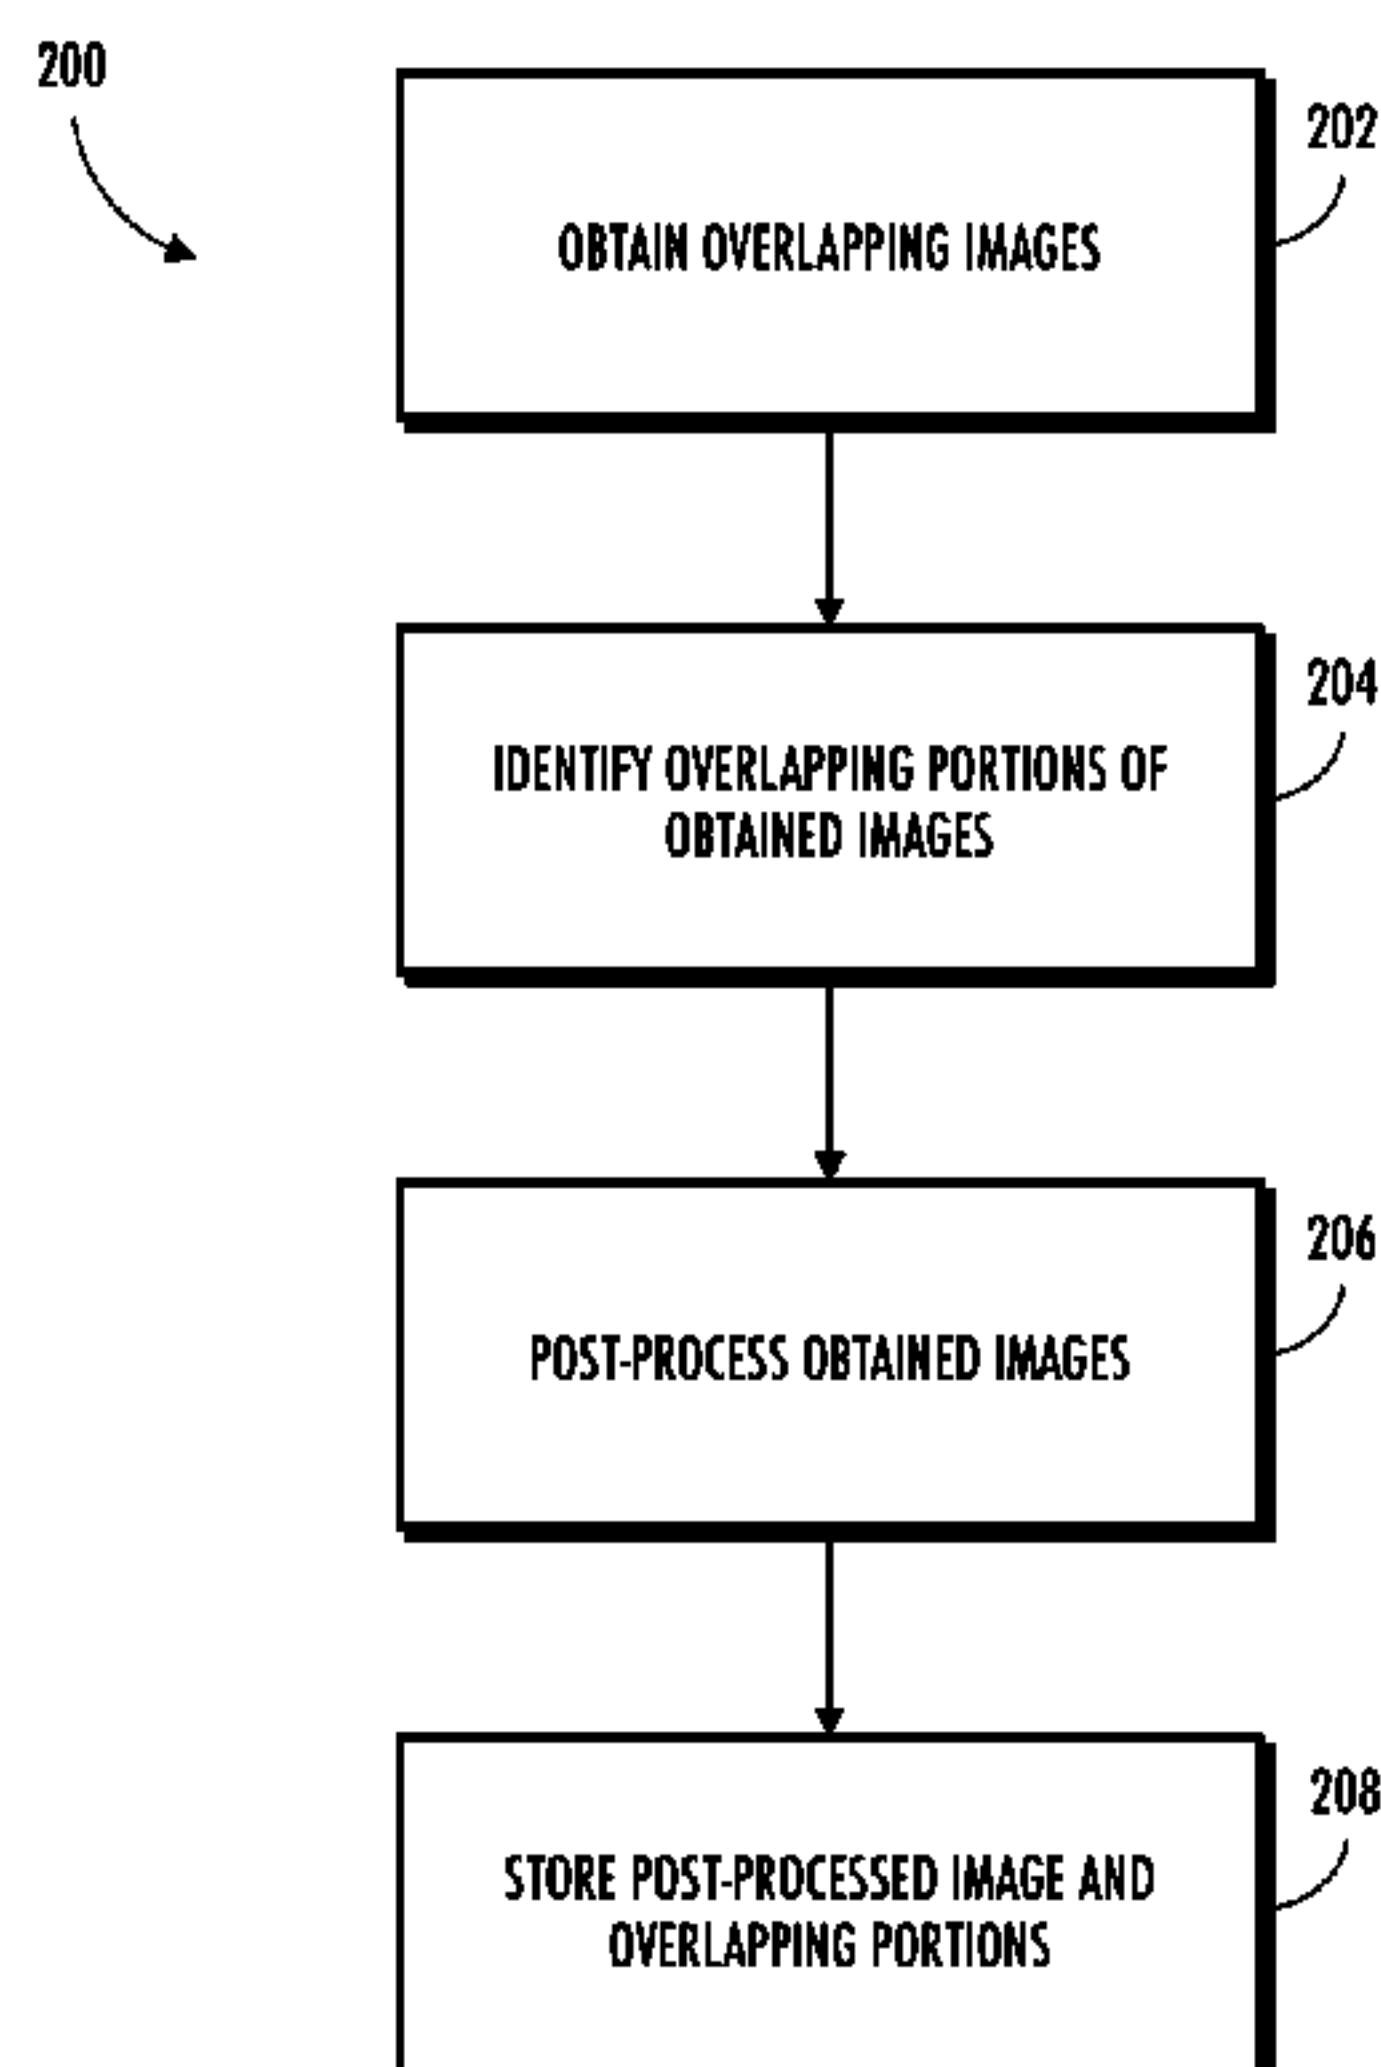 200
202
OBTAIN OVERLAPPING IMAGES
204
IDENTIFY OVERLAPPING PORTIONS OF
OBTAINED IMAGES
206
POST-PROCESS OBTAINED IMAGES
208
STORE POST-PROCESSED IMAGE AND
OVERLAPPING PORTIONS